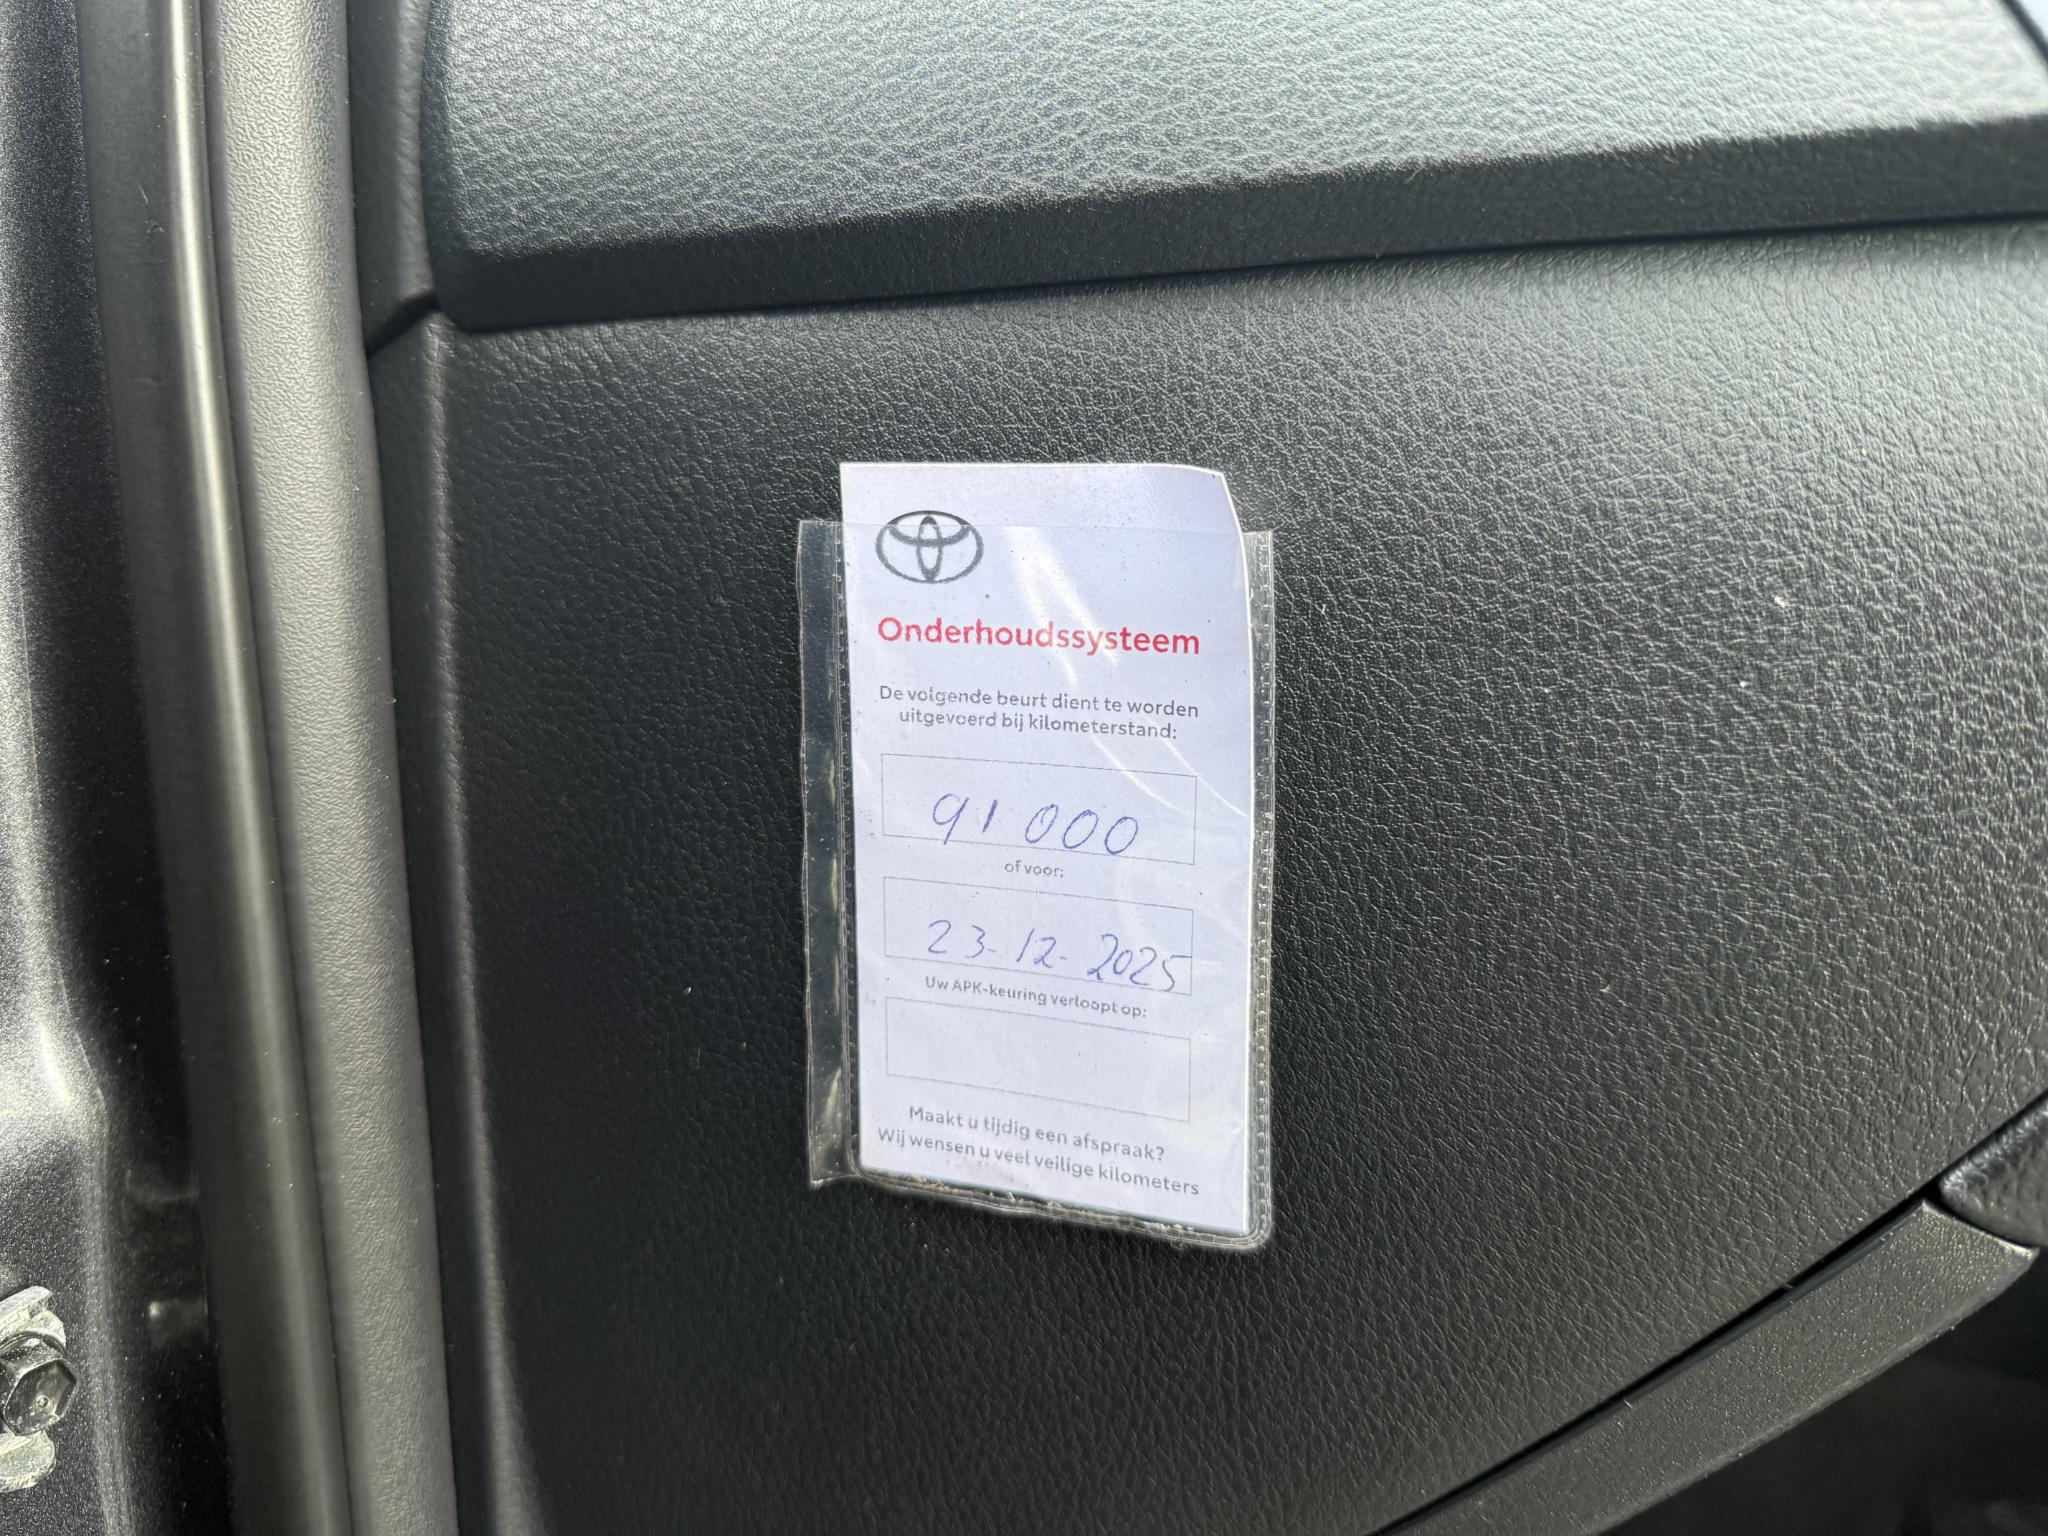 Onderhoudssysteem
De volgende beurt dient te worden
uitgevoerd bij kilometerstand:
91 000
of voor:
23-12-2025
Uw APK-keuring verloopt op:
Maakt u tijdig een afspraak?
Wij wensen u veel veilige kilometers